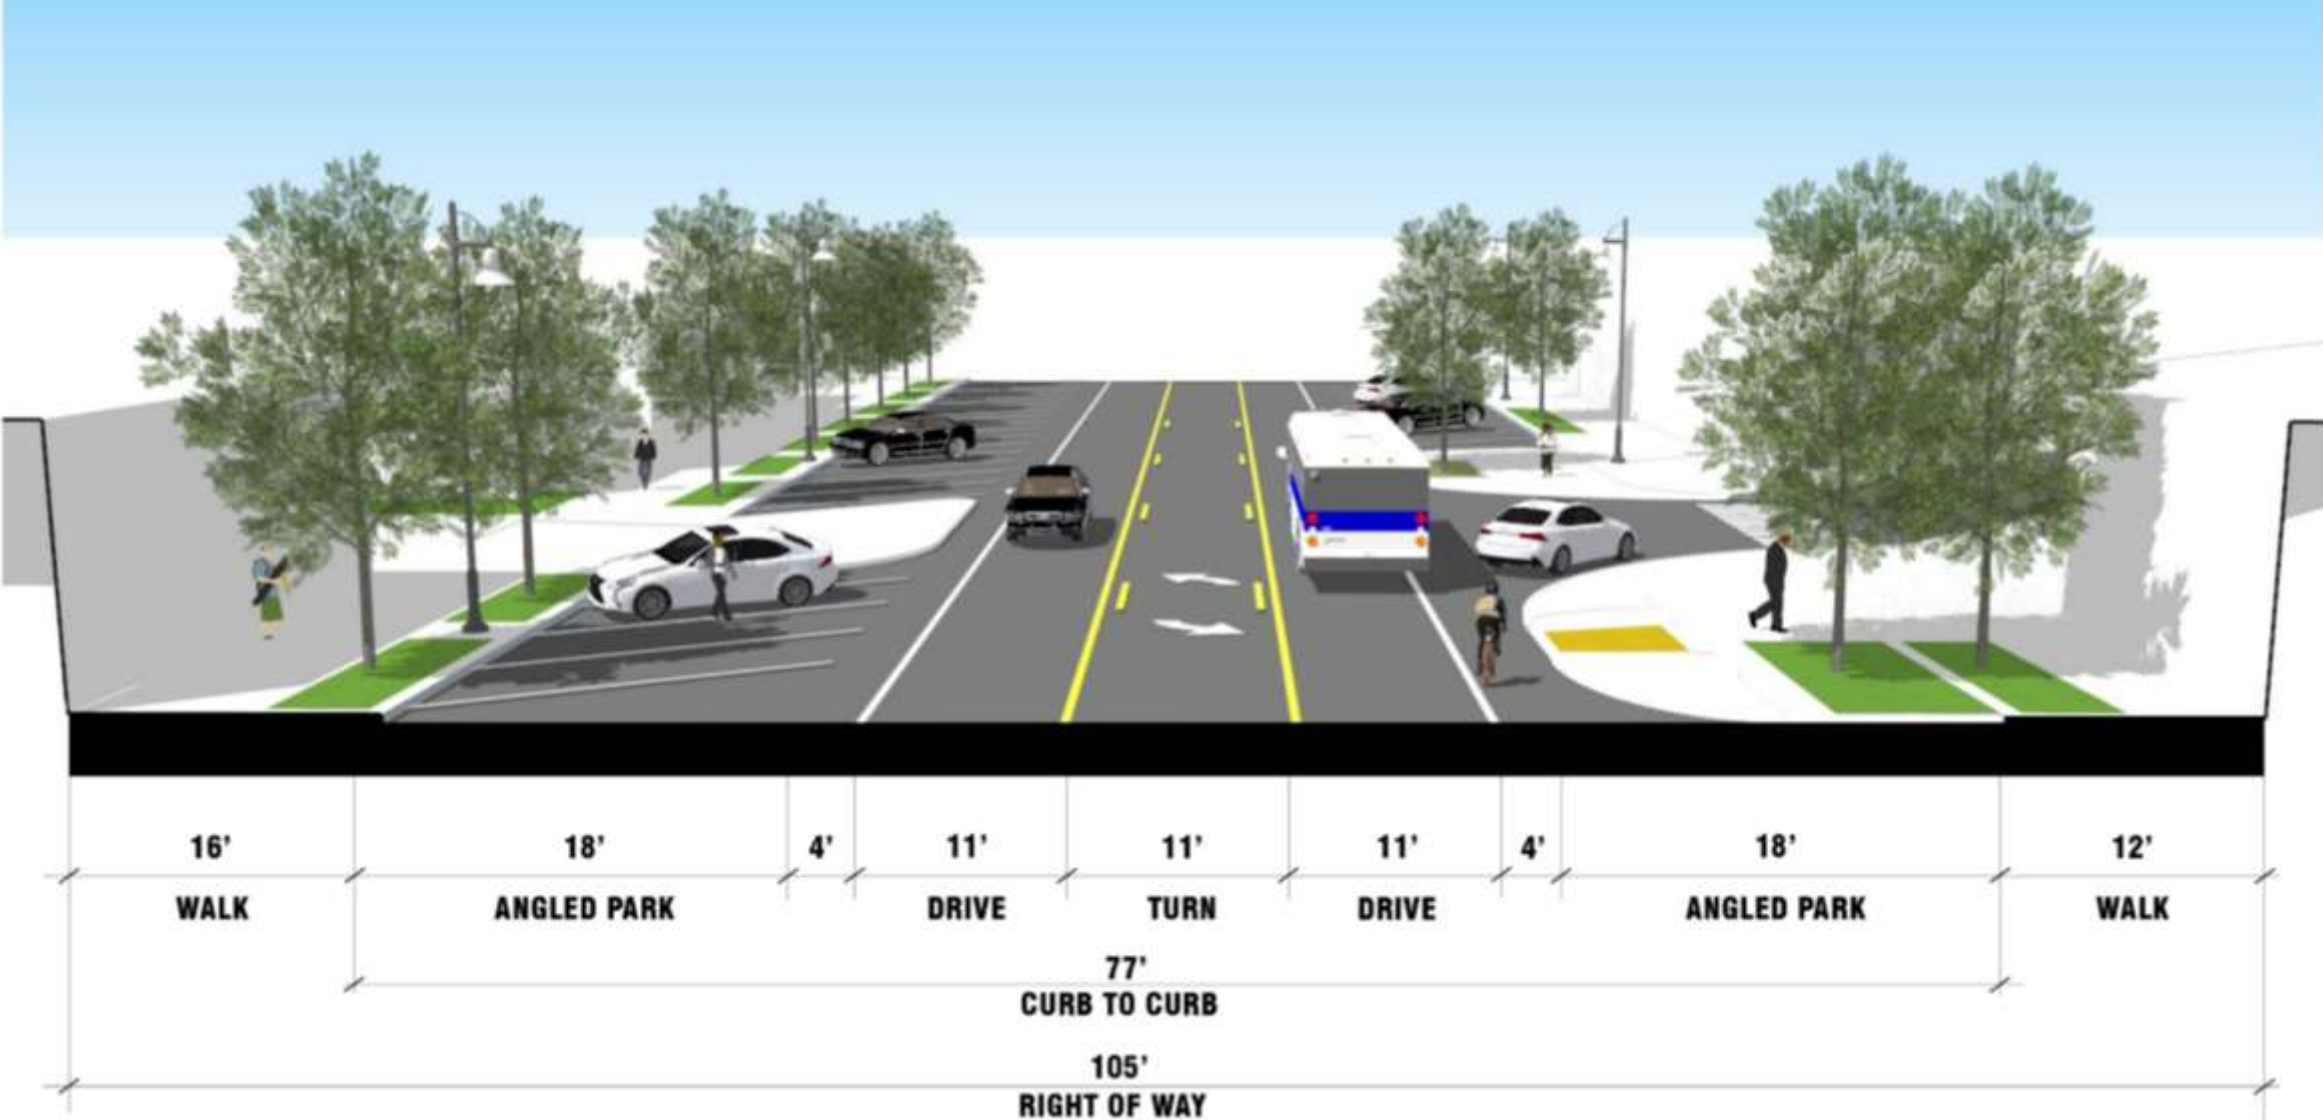 16' 18' 4' 11' 11' 11' 4' 18' 12'
WALK ANGLED PARK DRIVE TURN DRIVE ANGLED PARK WALK
77'
CURB TO CURB
105'
RIGHT OF WAY